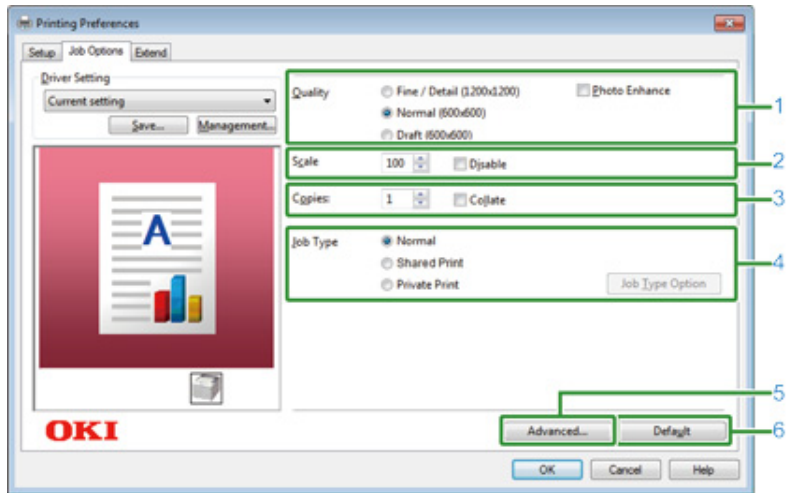 Printing Preferences
Setup Job Options Extend
Driver Setting
Current setting
Save... Management...
Quality Fine / Detail (1200x1200) Photo Enhance
Normal (600x600)
Draft (600x600)
1
Scale 100 Disable
2
Copies: 1 Collate
3
Job Type Normal
Shared Print
Private Print Job Type Option
4
A
5
OKI
Advanced... Default
6
OK Cancel Help